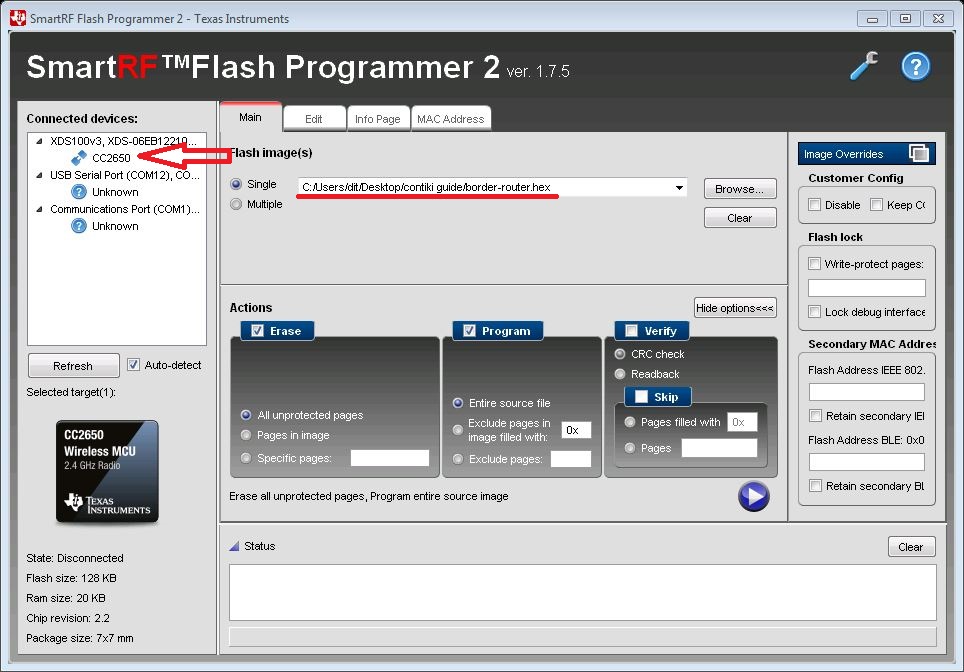 SmartRF Flash Programmer 2 - Texas Instruments
SmartRF™Flash Programmer 2 ver. 1.7.5
Connected devices:
XDS100v3, XDS-06EB12210...
CC2650
USB Serial Port (COM12), CO...
Unknown
Communications Port (COM1)...
Unknown
Refresh
Auto-detect
Selected target(1):
CC2650
Wireless MCU
2.4 GHz Radio
TEXAS
INSTRUMENTS
State: Disconnected
Flash size: 128 KB
Ram size: 20 KB
Chip revision: 2.2
Package size: 7x7 mm
Main
Edit
Info Page
MAC Address
Flash image(s)
Single
C:/Users/dit/Desktop/contiki guide/border-router.hex
Browse...
Multiple
Clear
Actions
Hide options<<<
Erase
All unprotected pages
Pages in image
Specific pages:
Program
Entire source file
Exclude pages in
image filled with:
0x
Exclude pages:
Verify
CRC check
Readback
Skip
Pages filled with
0x
Pages
Erase all unprotected pages, Program entire source image
Image Overrides
Customer Config
Disable
Keep CC
Flash lock
Write-protect pages:
Lock debug interface
Secondary MAC Addre
Flash Address IEEE 802.
Retain secondary IEI
Flash Address BLE: 0x0
Retain secondary BL
Status
Clear